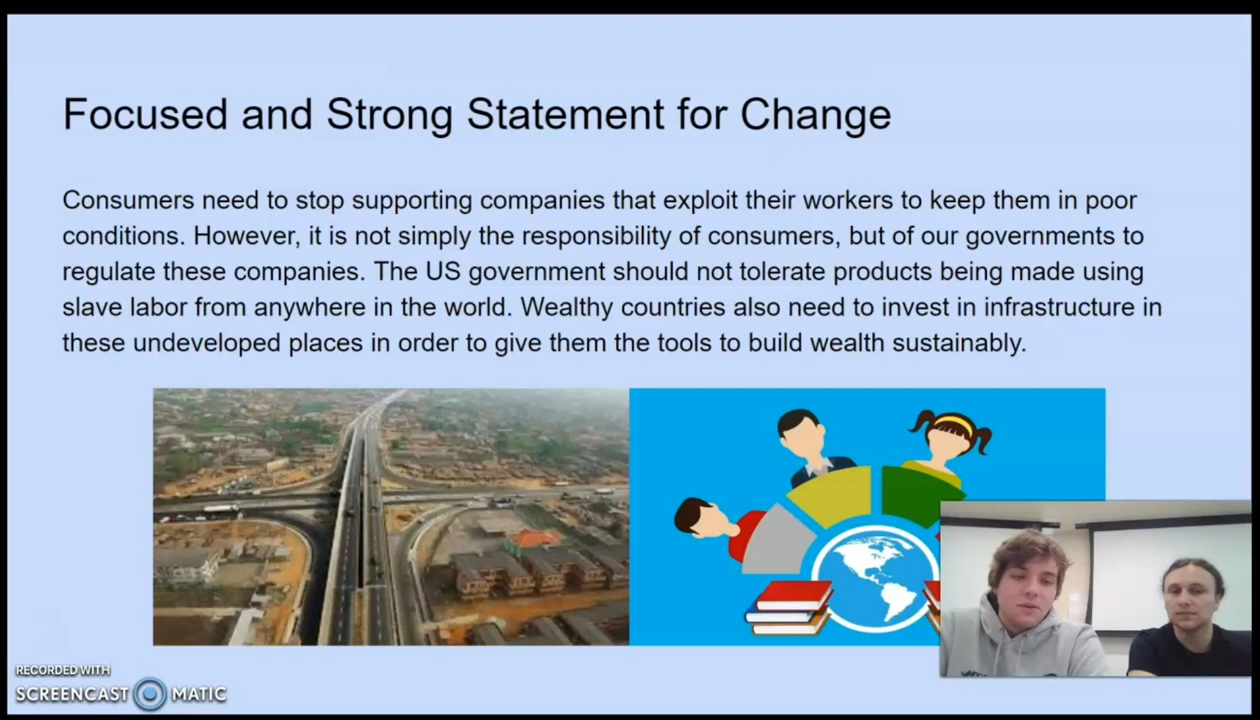 Focused and Strong Statement for Change
Consumers need to stop supporting companies that exploit their workers to keep them in poor
conditions. However, it is not simply the responsibility of consumers, but of our governments to
regulate these companies. The US government should not tolerate products being made using
slave labor from anywhere in the world. Wealthy countries also need to invest in infrastructure in
these undeveloped places in order to give them the tools to build wealth sustainably.
RECORDED WITH
SCREENCAST MATIC